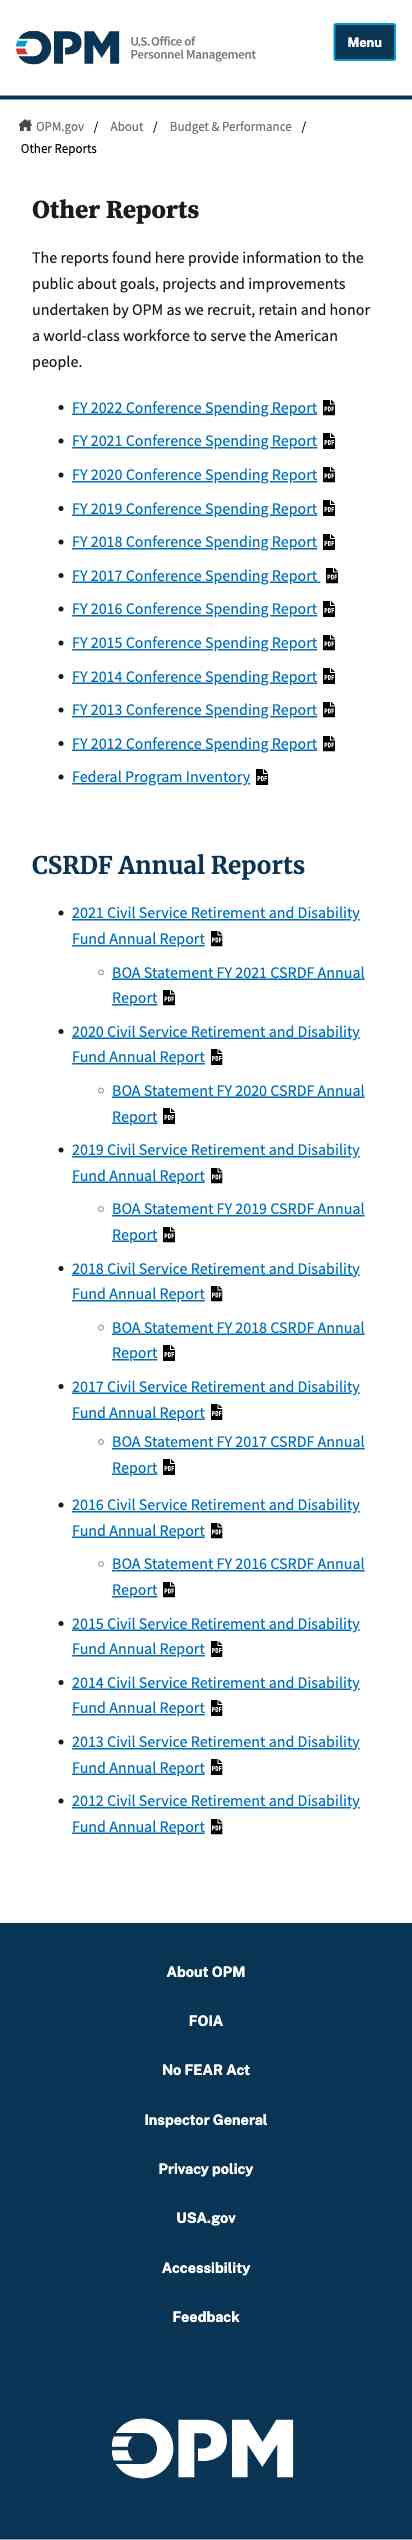 OPM U.S. Office of
Personnel Management
Menu
OPM.gov / About / Budget & Performance /
Other Reports
Other Reports
The reports found here provide information to the
public about goals, projects and improvements
undertaken by OPM as we recruit, retain and honor
a world-class workforce to serve the American
people.
• FY 2022 Conference Spending Report PDF
• FY 2021 Conference Spending Report PDF
• FY 2020 Conference Spending Report PDF
• FY 2019 Conference Spending Report PDF
• FY 2018 Conference Spending Report PDF
• FY 2017 Conference Spending Report PDF
• FY 2016 Conference Spending Report PDF
• FY 2015 Conference Spending Report PDF
• FY 2014 Conference Spending Report PDF
• FY 2013 Conference Spending Report PDF
• FY 2012 Conference Spending Report PDF
• Federal Program Inventory PDF
CSRDF Annual Reports
• 2021 Civil Service Retirement and Disability
Fund Annual Report PDF
◦ BOA Statement FY 2021 CSRDF Annual
Report PDF
• 2020 Civil Service Retirement and Disability
Fund Annual Report PDF
◦ BOA Statement FY 2020 CSRDF Annual
Report PDF
• 2019 Civil Service Retirement and Disability
Fund Annual Report PDF
◦ BOA Statement FY 2019 CSRDF Annual
Report PDF
• 2018 Civil Service Retirement and Disability
Fund Annual Report PDF
◦ BOA Statement FY 2018 CSRDF Annual
Report PDF
• 2017 Civil Service Retirement and Disability
Fund Annual Report PDF
◦ BOA Statement FY 2017 CSRDF Annual
Report PDF
• 2016 Civil Service Retirement and Disability
Fund Annual Report PDF
◦ BOA Statement FY 2016 CSRDF Annual
Report PDF
• 2015 Civil Service Retirement and Disability
Fund Annual Report PDF
• 2014 Civil Service Retirement and Disability
Fund Annual Report PDF
• 2013 Civil Service Retirement and Disability
Fund Annual Report PDF
• 2012 Civil Service Retirement and Disability
Fund Annual Report PDF
About OPM
FOIA
No FEAR Act
Inspector General
Privacy policy
USA.gov
Accessibility
Feedback
OPM